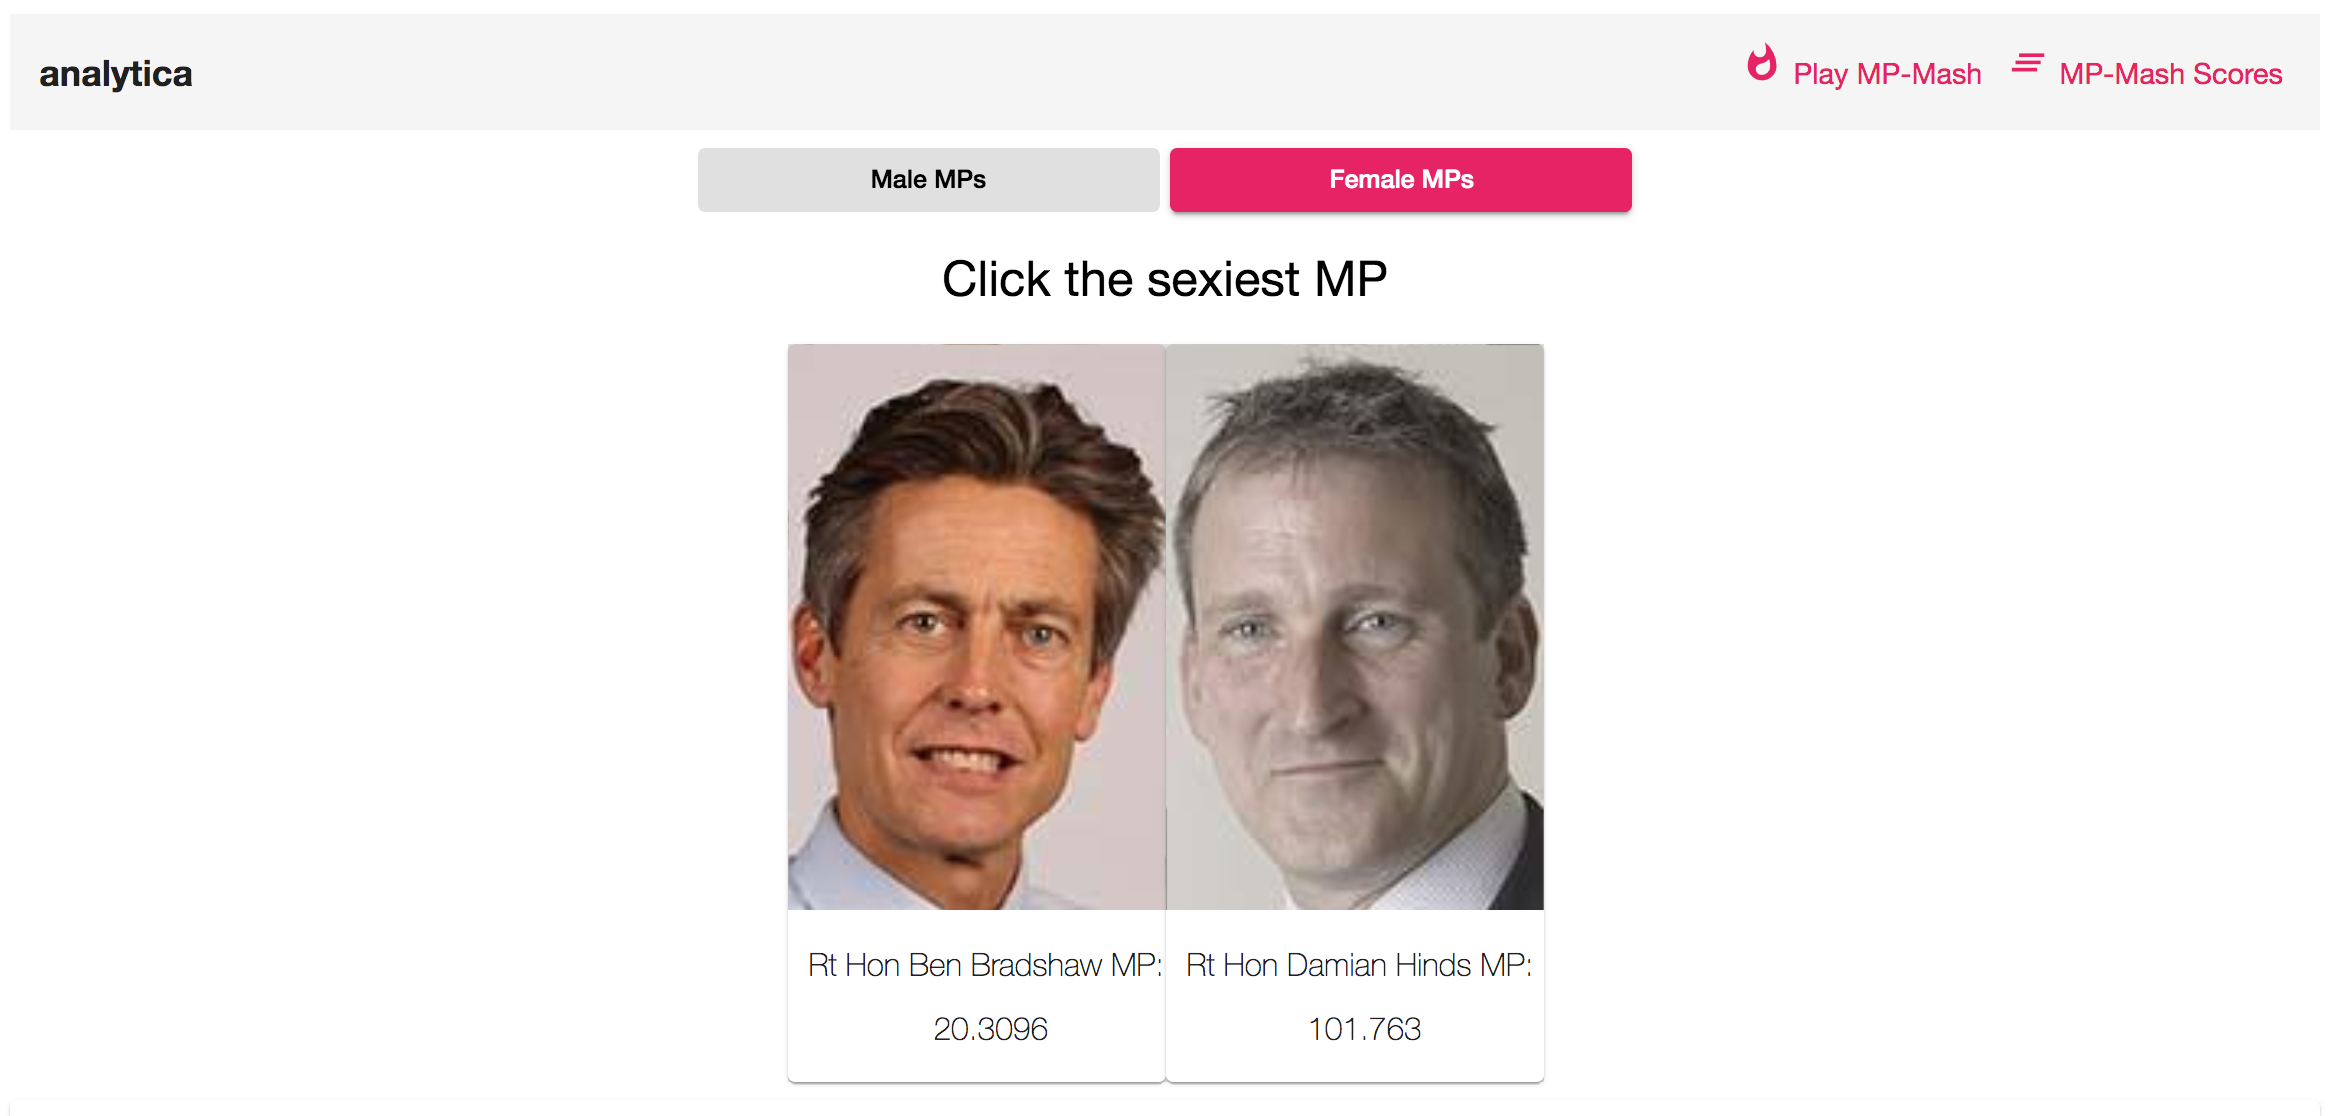 analytica
Play MP-Mash
MP-Mash Scores
Male MPs
Female MPs
Click the sexiest MP
Rt Hon Ben Bradshaw MP:
20.3096
Rt Hon Damian Hinds MP:
101.763